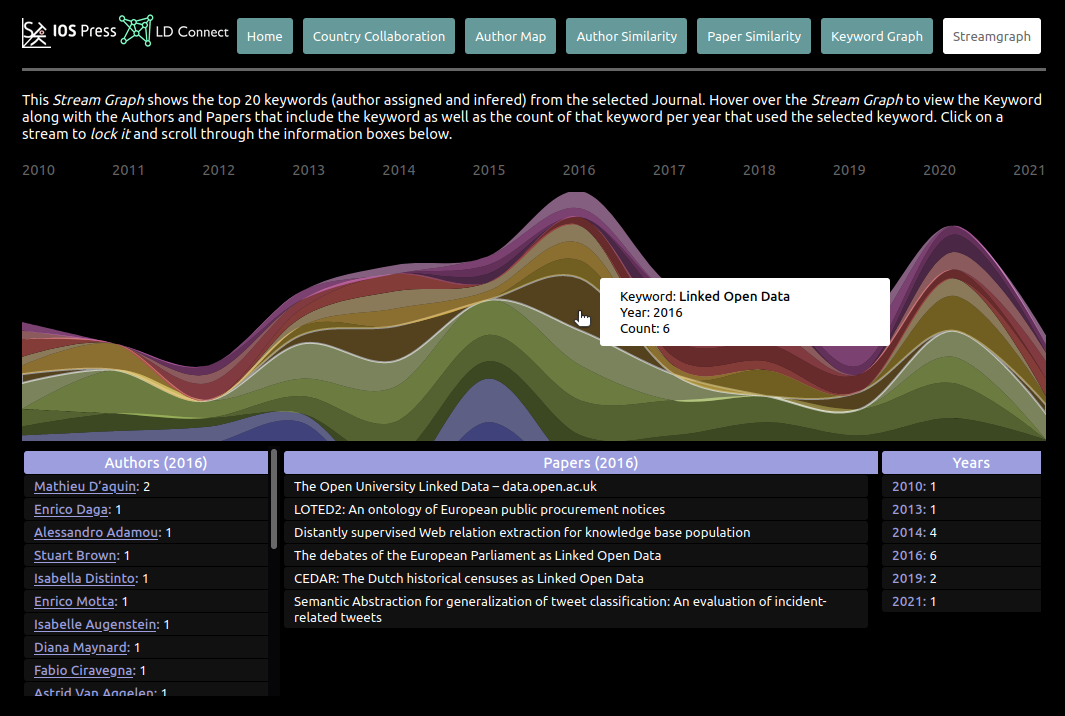 IOS Press LD Connect Home Country Collaboration Author Map Author Similarity Paper Similarity Keyword Graph Streamgraph
This Stream Graph shows the top 20 keywords (author assigned and infered) from the selected Journal. Hover over the Stream Graph to view the Keyword
along with the Authors and Papers that include the keyword as well as the count of that keyword per year that used the selected keyword. Click on a
stream to lock it and scroll through the information boxes below.
2010 2011 2012 2013 2014 2015 2016 2017 2018 2019 2020 2021
Keyword: Linked Open Data
Year: 2016
Count: 6
Authors (2016)
Mathieu D'aquin: 2
Enrico Daga: 1
Alessandro Adamou: 1
Stuart Brown: 1
Isabella Distinto: 1
Enrico Motta: 1
Isabelle Augenstein: 1
Diana Maynard: 1
Fabio Ciravegna: 1
Astrid Van Aggelen: 1
Papers (2016)
The Open University Linked Data – data.open.ac.uk
LOTED2: An ontology of European public procurement notices
Distantly supervised Web relation extraction for knowledge base population
The debates of the European Parliament as Linked Open Data
CEDAR: The Dutch historical censuses as Linked Open Data
Semantic Abstraction for generalization of tweet classification: An evaluation of incident-
related tweets
Years
2010: 1
2013: 1
2014: 4
2016: 6
2019: 2
2021: 1